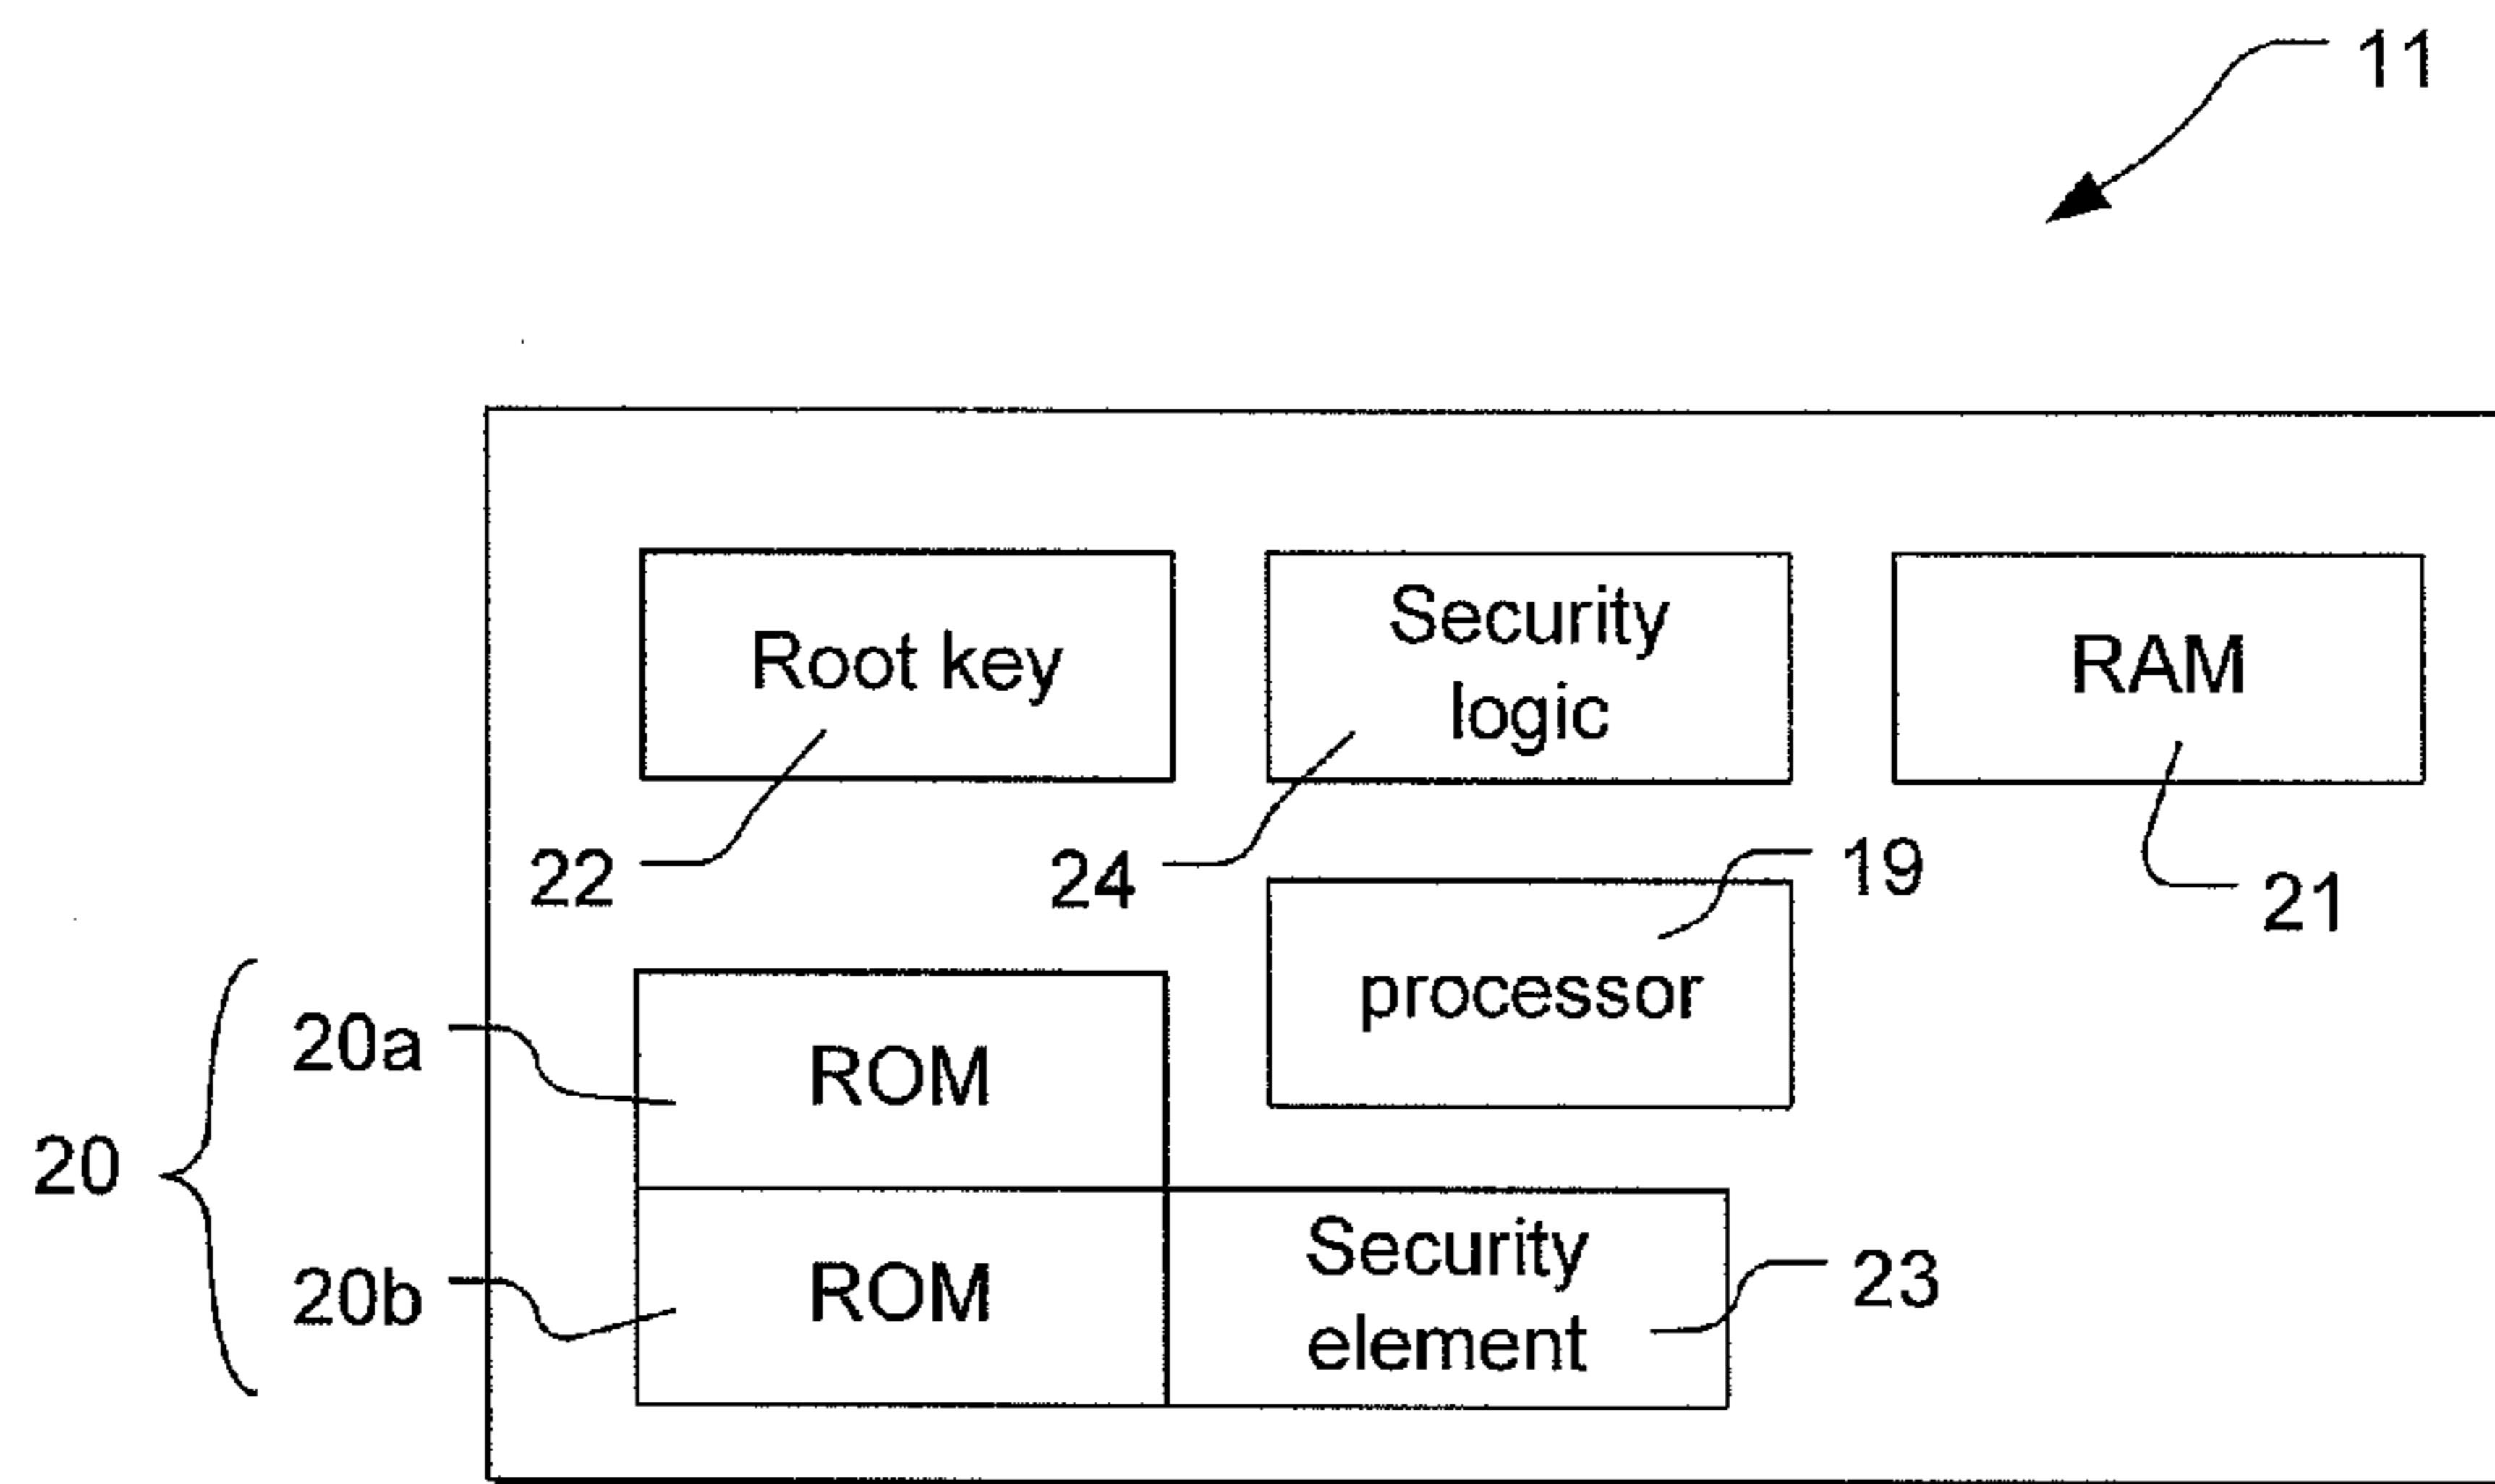 11
Root key
Security
logic
RAM
22
24
19
21
processor
20a
ROM
20
20b
ROM
Security
element
23